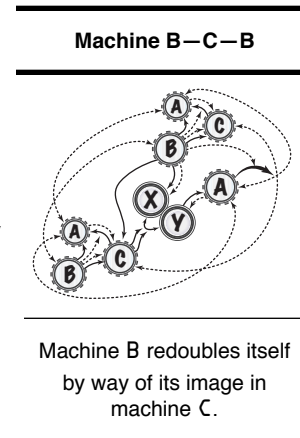 Machine B—C—B
A
C
B
A
X
Y
A
C
B
Machine B redoubles itself
by way of its image in
machine C.